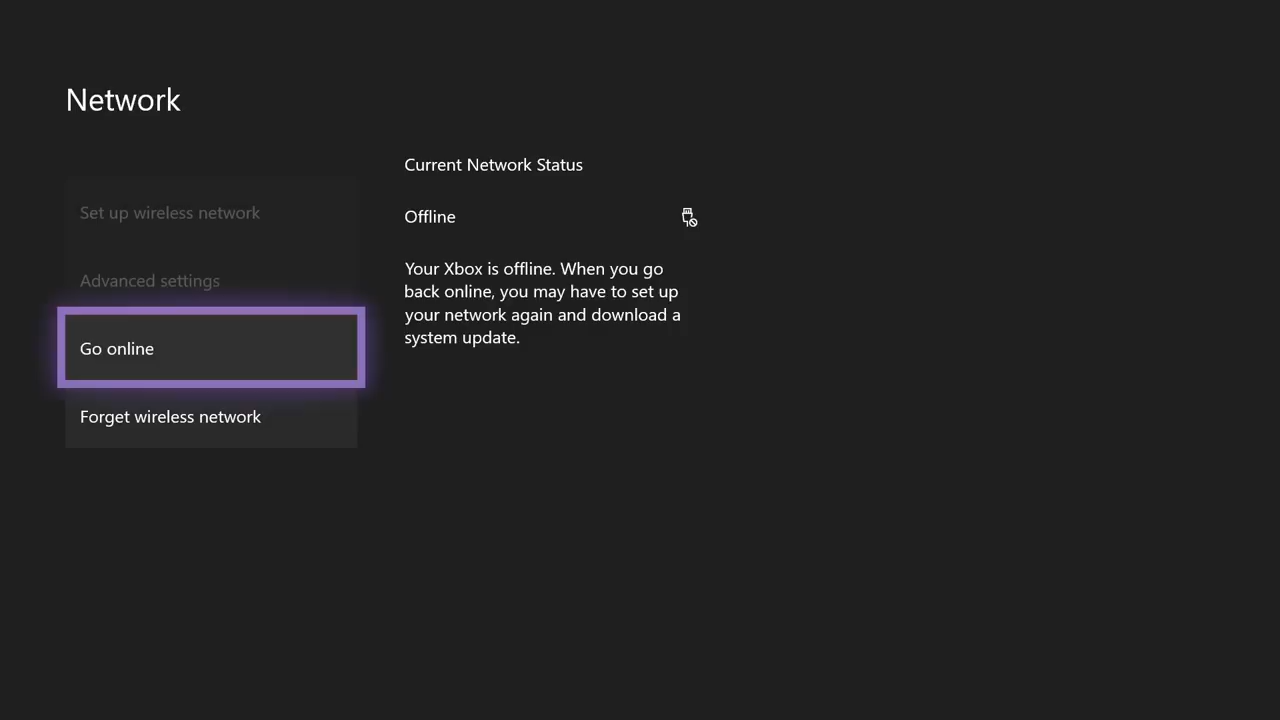 Network
Set up wireless network
Advanced settings
Go online
Forget wireless network
Current Network Status
Offline
Your Xbox is offline. When you go
back online, you may have to set up
your network again and download a
system update.